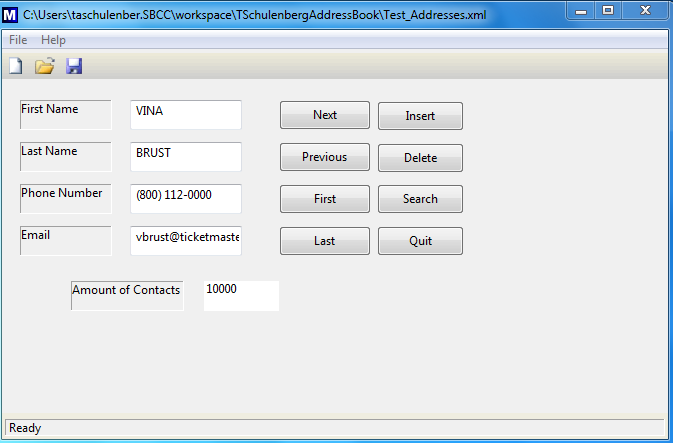 M C:\Users\taschulenber.SBCC\workspace\TSchulenbergAddressBook\Test_Addresses.xml
File Help
First Name VINA Next Insert
Last Name BRUST Previous Delete
Phone Number (800) 112-0000 First Search
Email vbrust@ticketmaste Last Quit
Amount of Contacts 10000
Ready